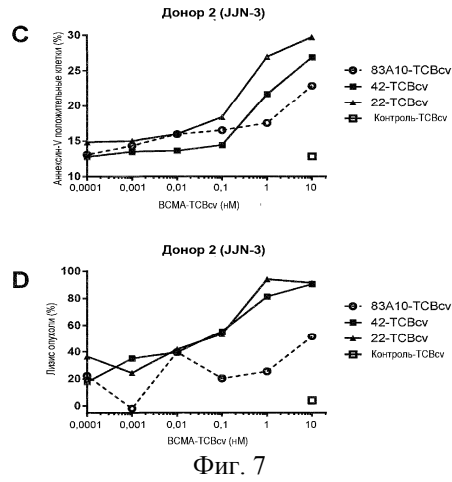 Донор 2 (JJN-3)
C
Аннексин-V положительные клетки (%)
30
25
20
15
10
0,0001
0,001
0,01
0,1
1
10
BCMA-TCBcv (нМ)
83A10-TCBcv
42-TCBcv
22-TCBcv
Контроль-TCBcv
Донор 2 (JJN-3)
D
Лизис опухоли (%)
100
80
60
40
20
0
0,0001
0,001
0,01
0,1
1
10
BCMA-TCBcv (нМ)
83A10-TCBcv
42-TCBcv
22-TCBcv
Контроль-TCBcv
Фиг. 7